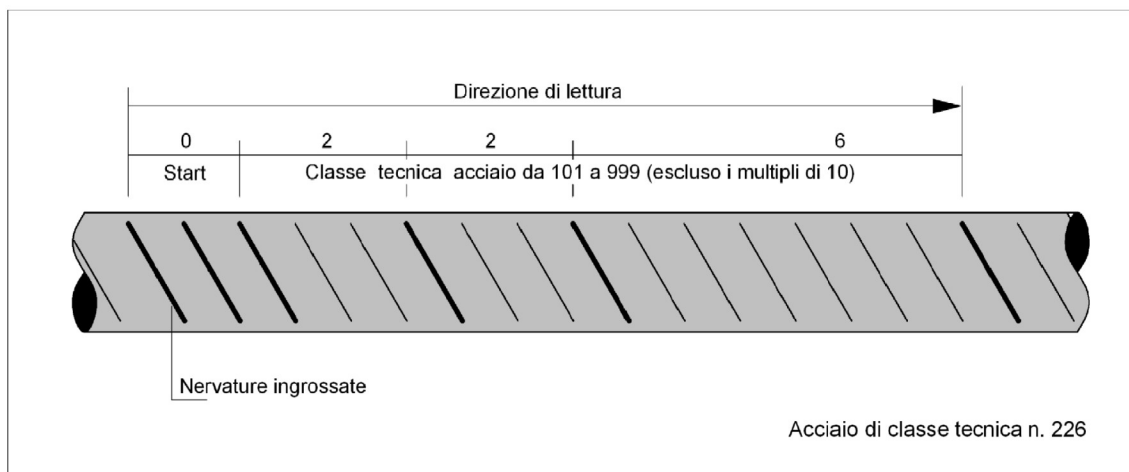 Direzione di lettura
0 2 2 6
Start Classe tecnica acciaio da 101 a 999 (escluso i multipli di 10)
Nervature ingrossate
Acciaio di classe tecnica n. 226